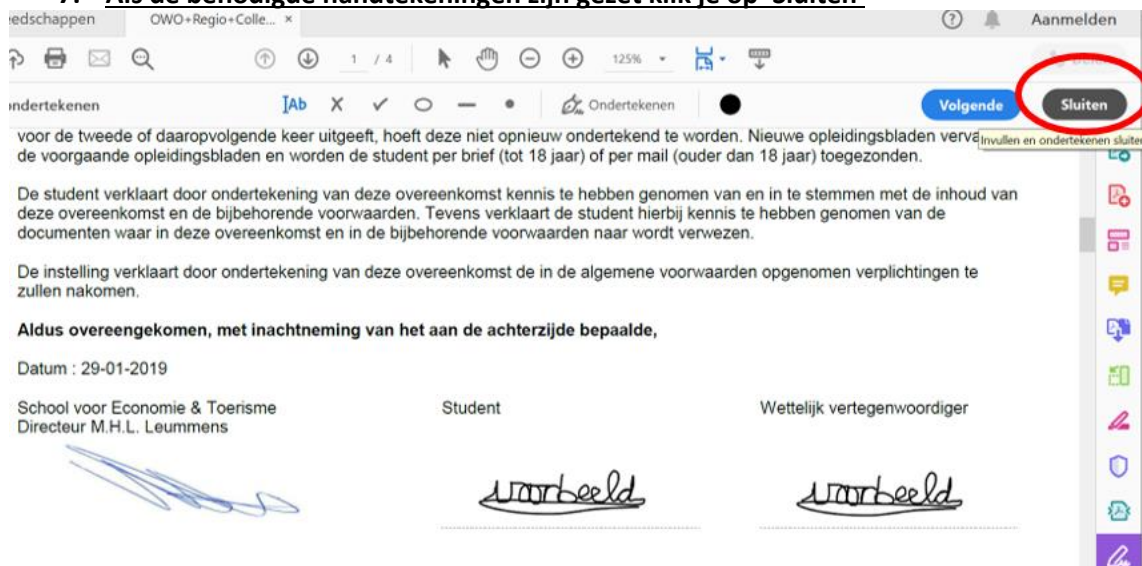 7. Als de benodigde handtekeningen zijn gezet klik je op 'Sluiten'
eedschappen OWO+Regio+Colle... × Aanmelden
1 / 4 125%
ondertekenen Ab Ondertekenen Volgende Sluiten
Invullen en ondertekenen sluite
voor de tweede of daaropvolgende keer uitgeeft, hoeft deze niet opnieuw ondertekend te worden. Nieuwe opleidingsbladen verva
de voorgaande opleidingsbladen en worden de student per brief (tot 18 jaar) of per mail (ouder dan 18 jaar) toegezonden.
De student verklaart door ondertekening van deze overeenkomst kennis te hebben genomen van en in te stemmen met de inhoud van
deze overeenkomst en de bijbehorende voorwaarden. Tevens verklaart de student hierbij kennis te hebben genomen van de
documenten waar in deze overeenkomst en in de bijbehorende voorwaarden naar wordt verwezen.
De instelling verklaart door ondertekening van deze overeenkomst de in de algemene voorwaarden opgenomen verplichtingen te
zullen nakomen.
Aldus overeengekomen, met inachtneming van het aan de achterzijde bepaalde,
Datum : 29-01-2019
School voor Economie & Toerisme Student Wettelijk vertegenwoordiger
Directeur M.H.L. Leummens
voorbeeld voorbeeld